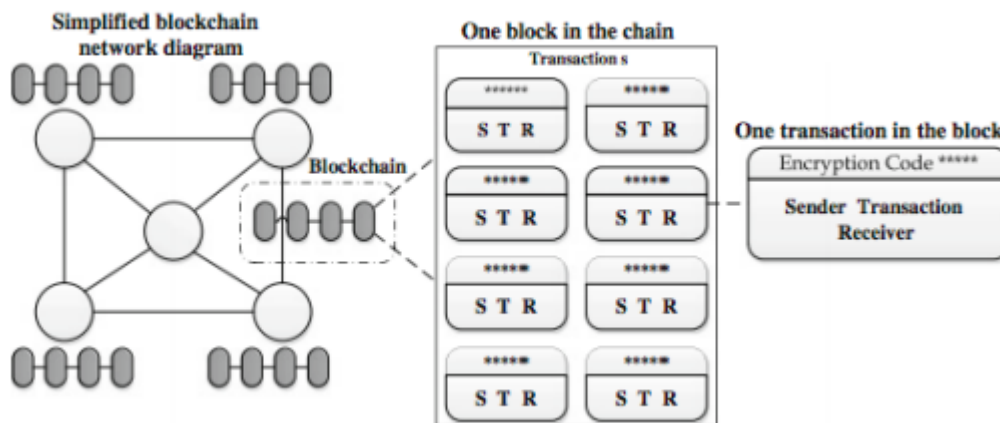 Simplified blockchain
network diagram
Blockchain
One block in the chain
Transaction s
****** *****
S T R S T R
***** *****
S T R S T R
***** *****
S T R S T R
***** *****
S T R S T R
One transaction in the block
Encryption Code *****
Sender Transaction
Receiver